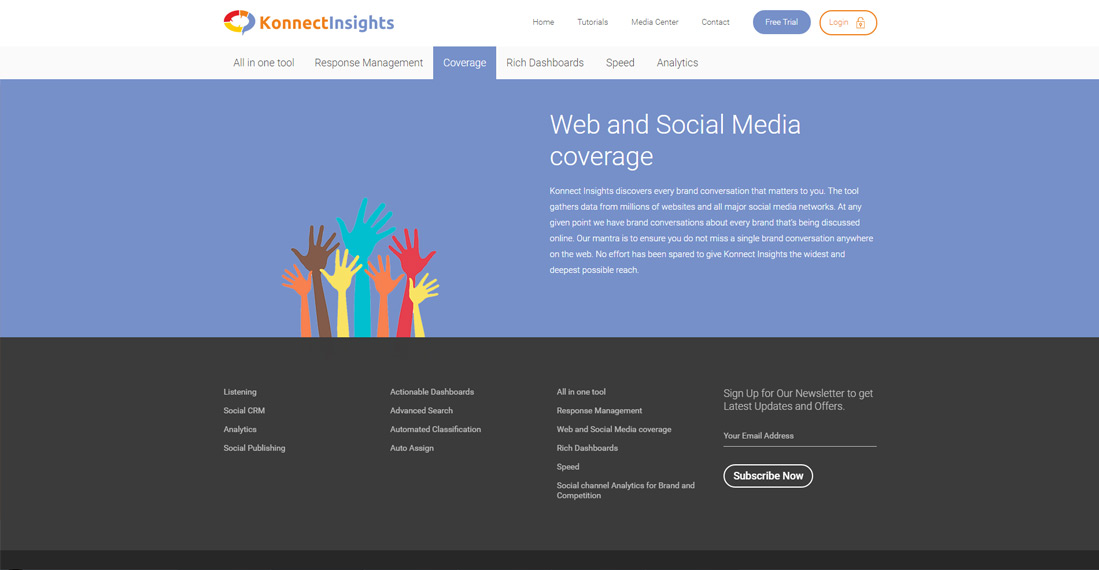 KonnectInsights
Home Tutorials Media Center Contact Free Trial Login
All in one tool Response Management Coverage Rich Dashboards Speed Analytics
Web and Social Media
coverage
Konnect Insights discovers every brand conversation that matters to you. The tool
gathers data from millions of websites and all major social media networks. At any
given point we have brand conversations about every brand that's being discussed
online. Our mantra is to ensure you do not miss a single brand conversation anywhere
on the web. No effort has been spared to give Konnect Insights the widest and
deepest possible reach.
Listening
Social CRM
Analytics
Social Publishing
Actionable Dashboards
Advanced Search
Automated Classification
Auto Assign
All in one tool
Response Management
Web and Social Media coverage
Rich Dashboards
Speed
Social channel Analytics for Brand and
Competition
Sign Up for Our Newsletter to get
Latest Updates and Offers.
Your Email Address
Subscribe Now